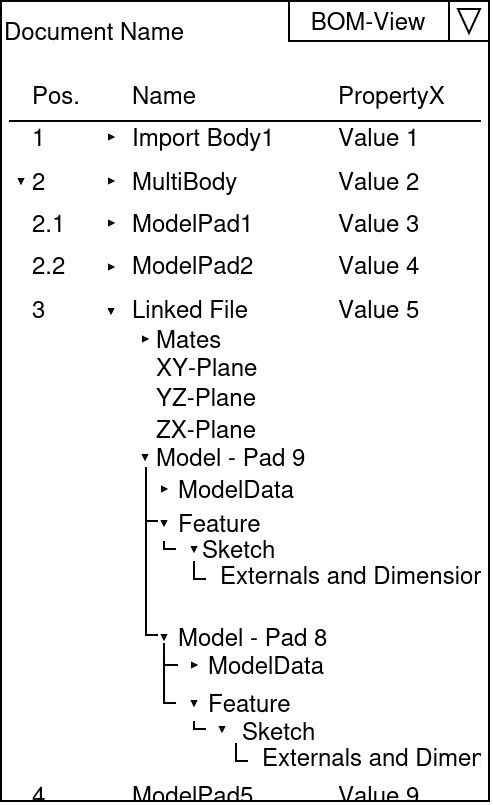 BOM-View
Document Name
Pos. Name PropertyX
1 Import Body1 Value 1
2 MultiBody Value 2
2.1 ModelPad1 Value 3
2.2 ModelPad2 Value 4
3 Linked File Value 5
Mates
XY-Plane
YZ-Plane
ZX-Plane
Model - Pad 9
ModelData
Feature
Sketch
Externals and Dimension
Model - Pad 8
ModelData
Feature
Sketch
Externals and Dimen
4 ModelPad5 Value 9